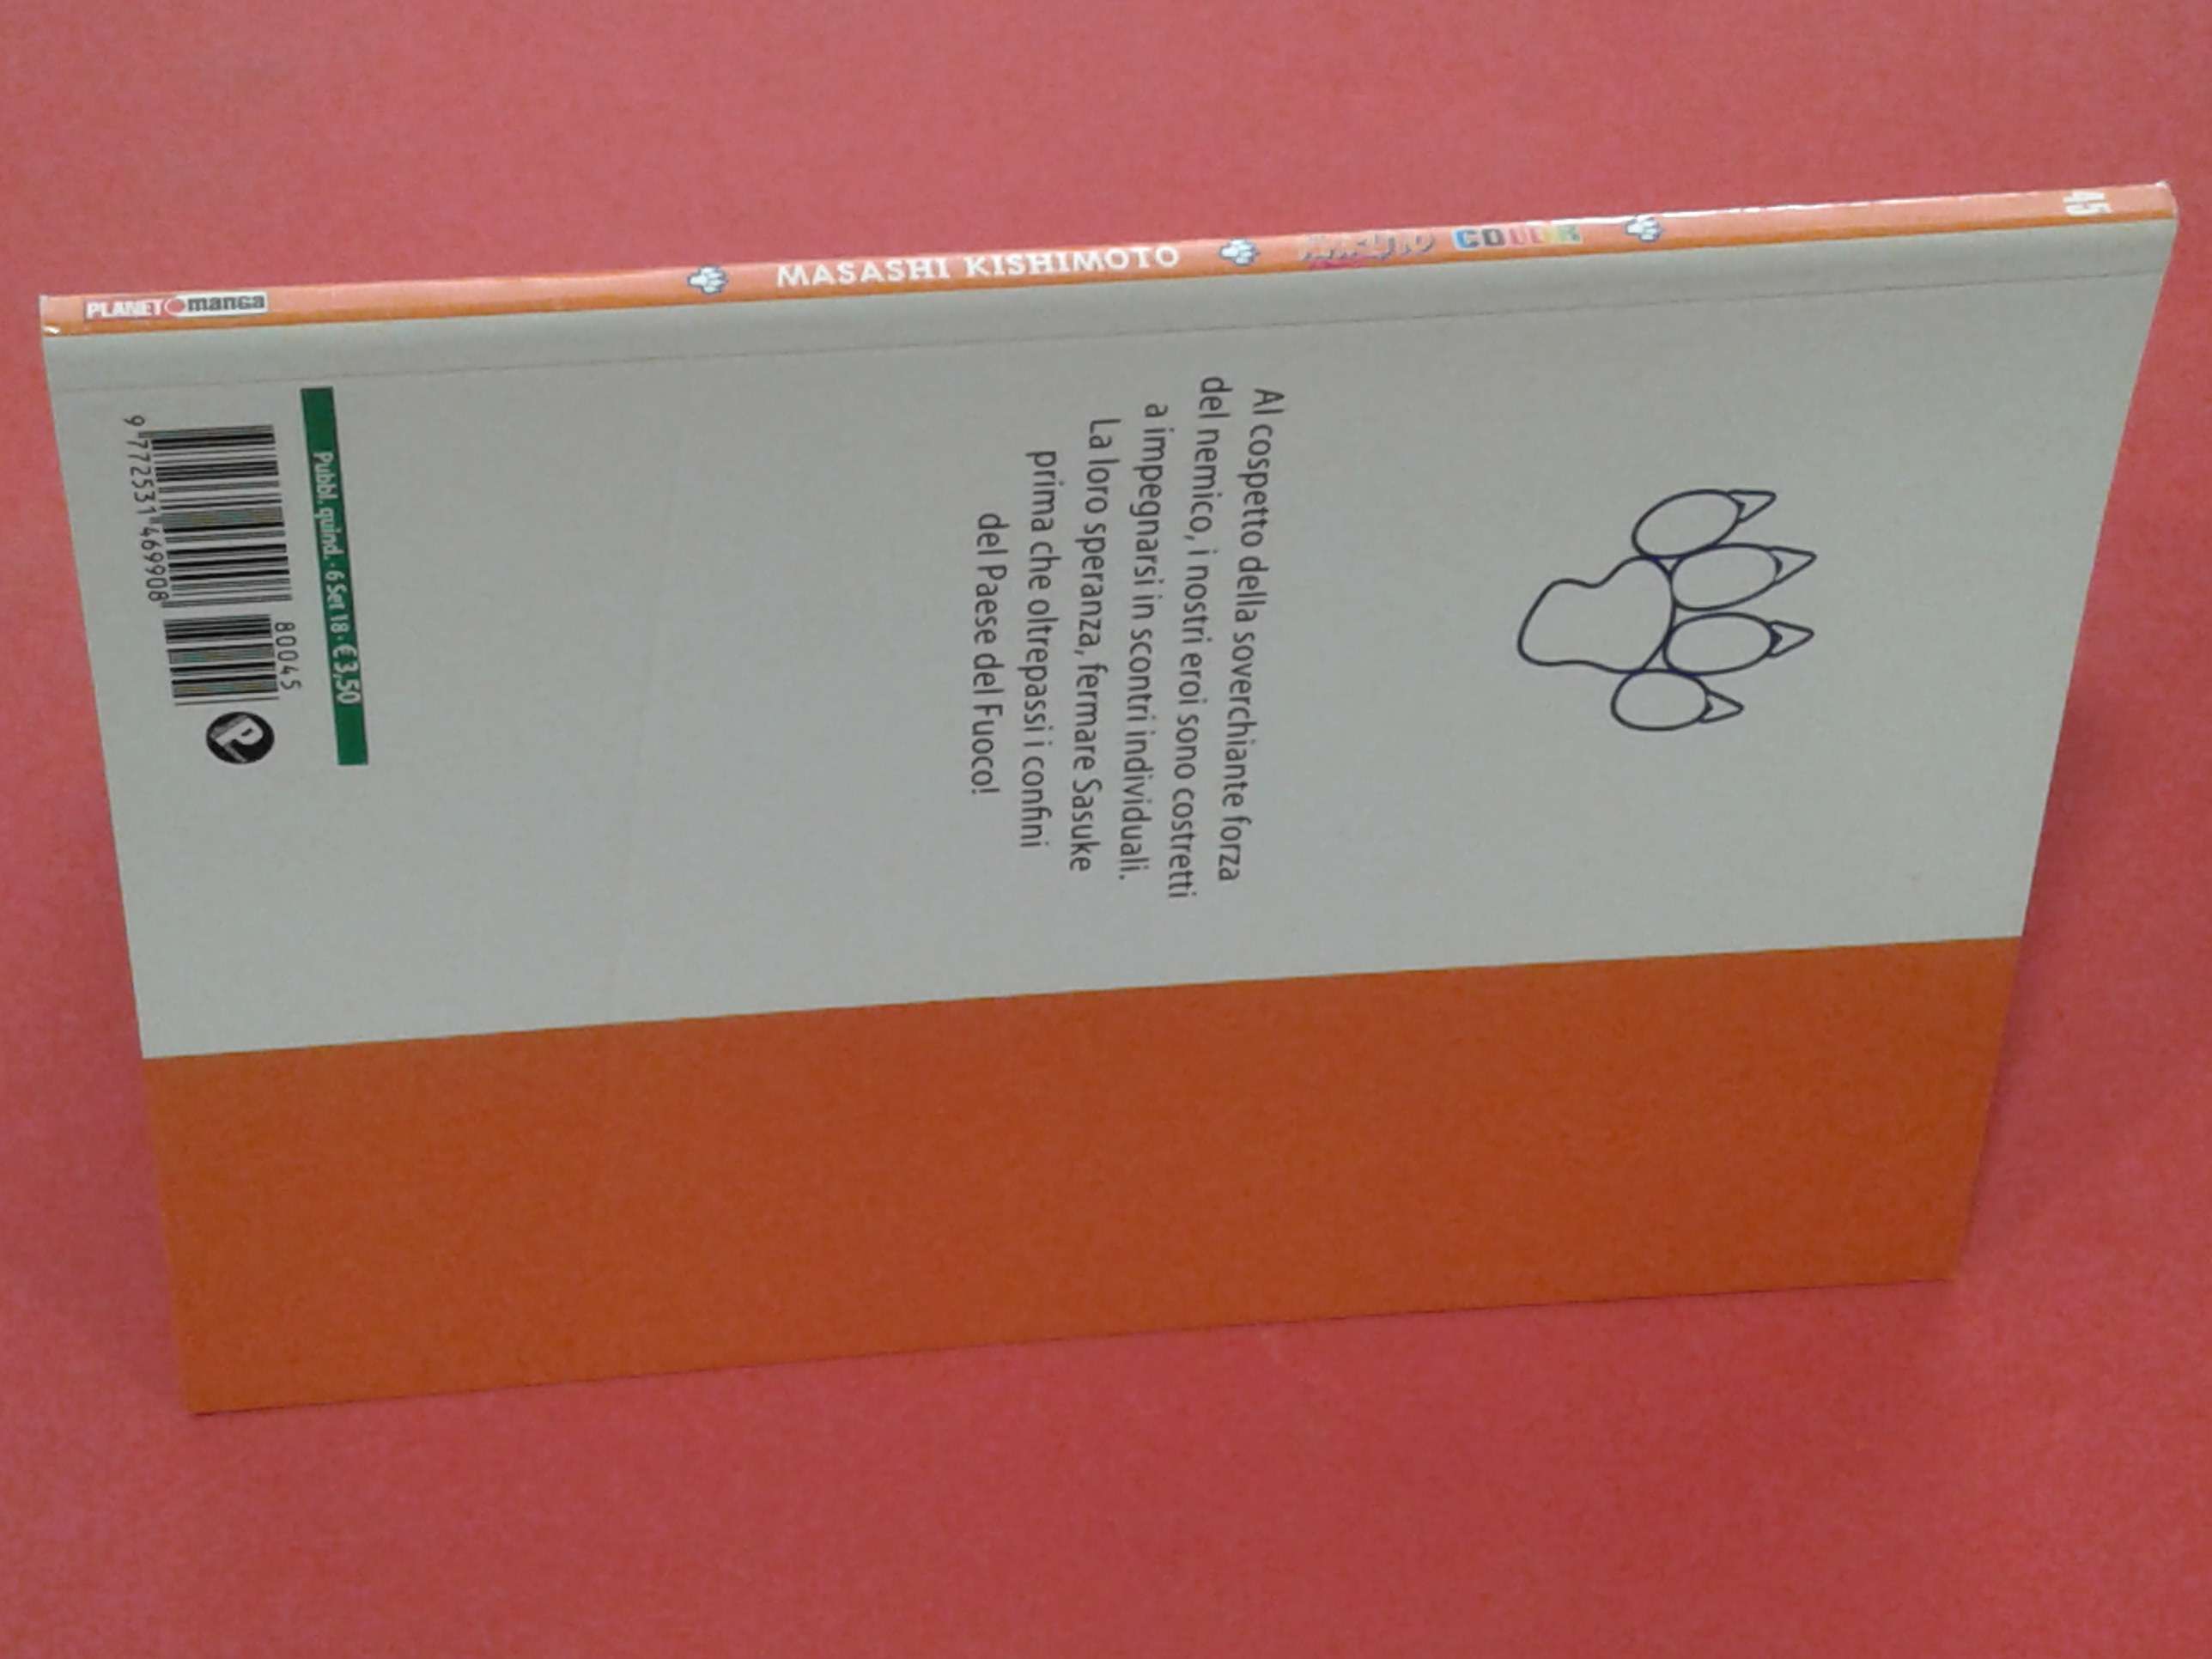 PLANET manga
MASASHI KISHIMOTO
NARUTO COLOR
45
Al cospetto della soverchiante forza
del nemico, i nostri eroi sono costretti
a impegnarsi in scontri individuali.
La loro speranza, fermare Sasuke
prima che oltrepassi i confini
del Paese del Fuoco!
Pubbl. quind. · 6 Set 18 · € 3,50
80045
9 772531 469908
P